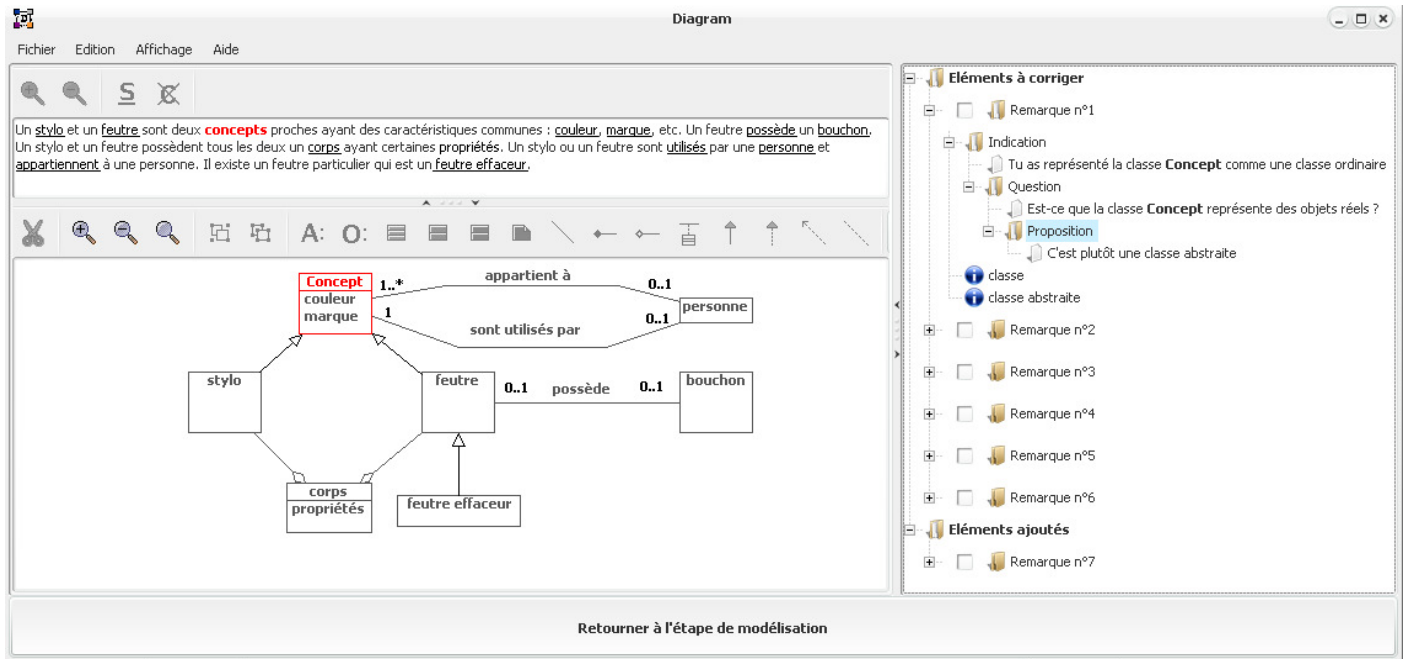 Diagram
Fichier Edition Affichage Aide
S
Un stylo et un feutre sont deux concepts proches ayant des caractéristiques communes : couleur, marque, etc. Un feutre possède un bouchon.
Un stylo et un feutre possèdent tous les deux un corps ayant certaines propriétés. Un stylo ou un feutre sont utilisés par une personne et
appartiennent à une personne. Il existe un feutre particulier qui est un feutre effaceur.
A: O:
Concept
couleur
marque
1..*
appartient à
0..1
1
sont utilisés par
0..1
personne
stylo
feutre
0..1
possède
0..1
bouchon
corps
propriétés
feutre effaceur
Eléments à corriger
Remarque n°1
Indication
Tu as représenté la classe Concept comme une classe ordinaire
Question
Est-ce que la classe Concept représente des objets réels ?
Proposition
C'est plutôt une classe abstraite
classe
classe abstraite
Remarque n°2
Remarque n°3
Remarque n°4
Remarque n°5
Remarque n°6
Eléments ajoutés
Remarque n°7
Retourner à l'étape de modélisation